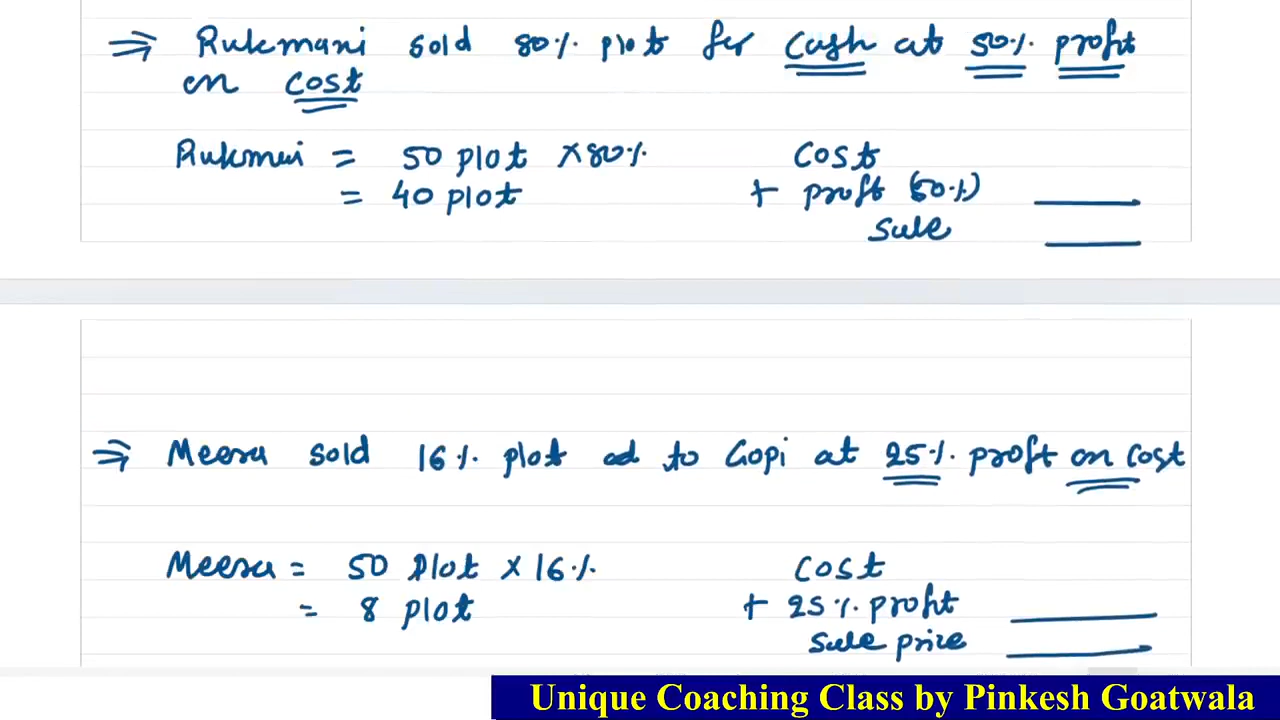 ⇒ Rukmani sold 80% plot for cash at 50% profit
on cost
Rukmni = 50 plot × 80%
= 40 plot
Cost
+ profit (50%)
Sale
⇒ Meera sold 16% plot ad to Gopi at 25% profit on cost
Meera = 50 plot × 16%
= 8 plot
Cost
+ 25% profit
Sale price
Unique Coaching Class by Pinkesh Goatwala